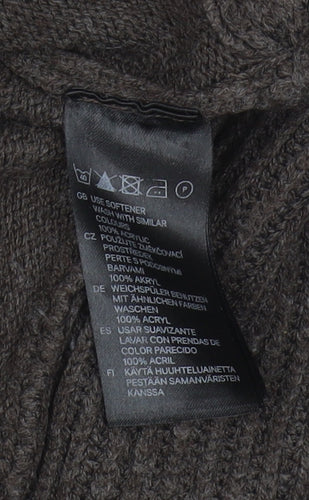 40 P
GB USE SOFTENER
WASH WITH SIMILAR
COLOURS
100% ACRYLIC
CZ POUŽIJTE ZMĚKČOVACÍ
PROSTŘEDEK
PERTE S PODOBNÝMI
BARVAMI
100% AKRYL
DE WEICHSPÜLER BENUTZEN
MIT ÄHNLICHEN FARBEN
WASCHEN
100% ACRYL
ES USAR SUAVIZANTE
LAVAR CON PRENDAS DE
COLOR PARECIDO
100% ACRIL
FI KÄYTÄ HUUHTELUAINETTA
PESTÄÄN SAMANVÄRISTEN
KANSSA